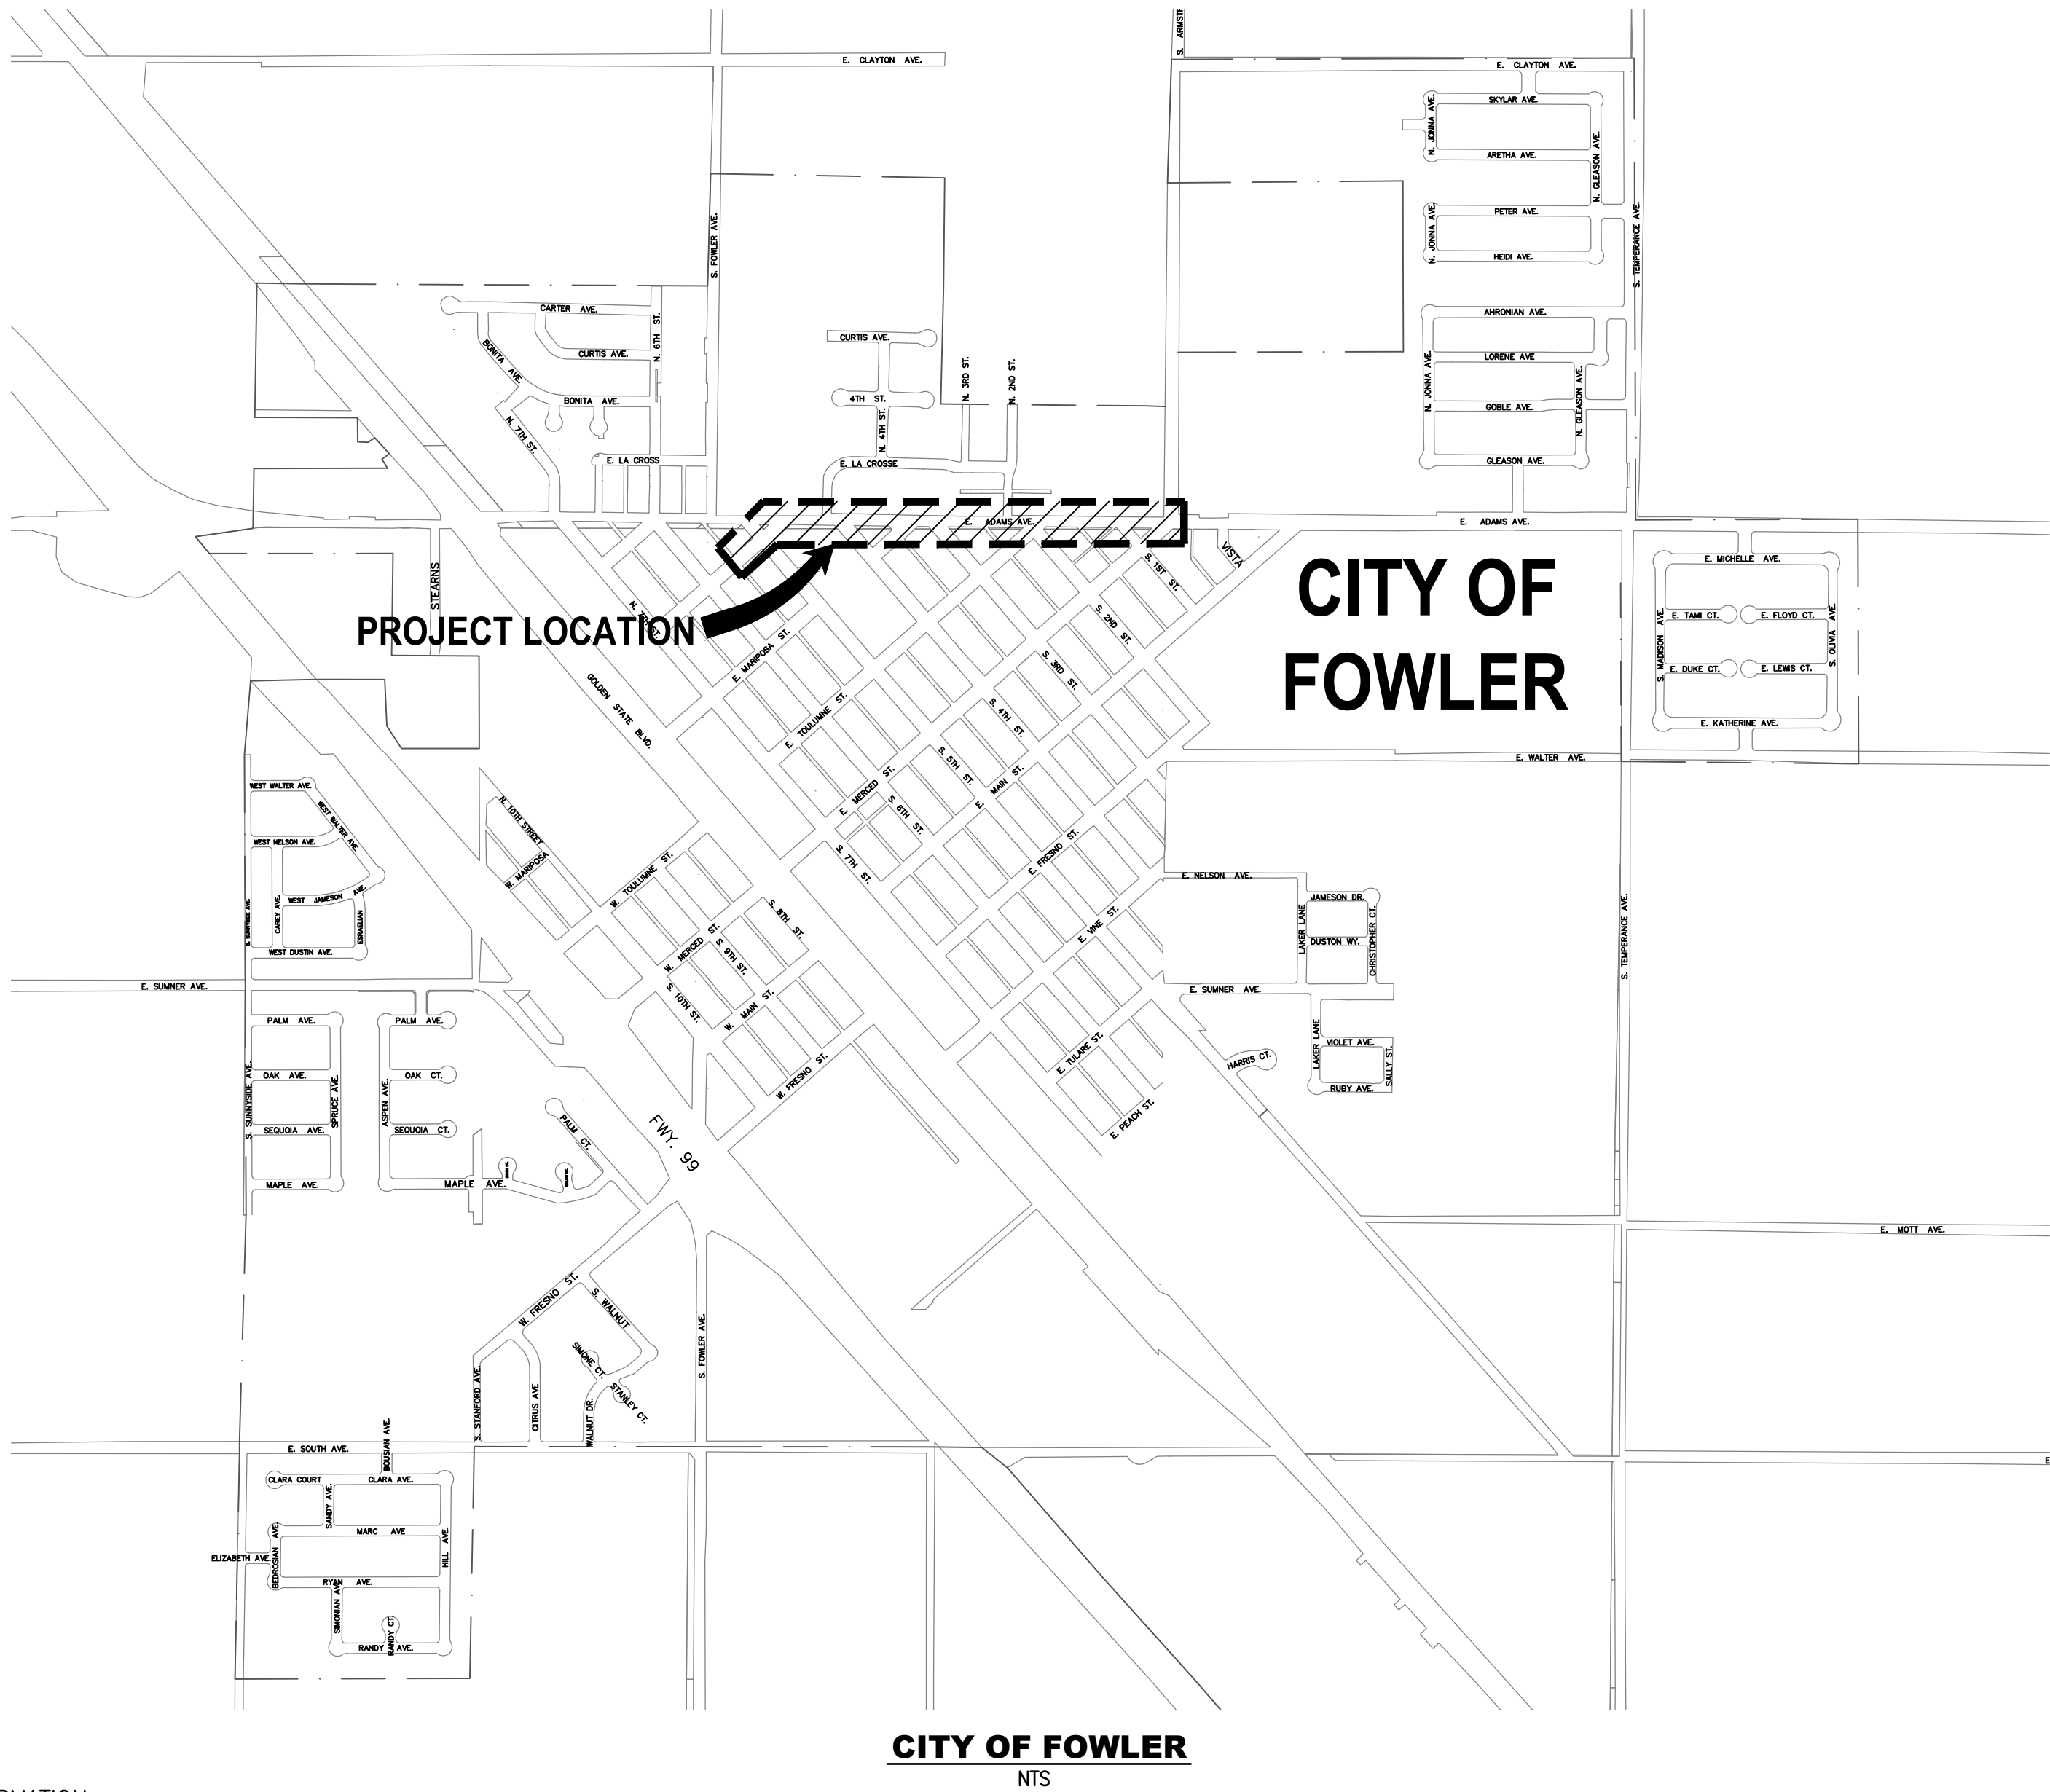 S. ARMSTR
E. CLAYTON AVE.
E. CLAYTON AVE.
SKYLAR AVE.
N. JONNA AVE.
N. GLEASON AVE.
ARETHA AVE.
PETER AVE.
N. JONNA AVE.
HEIDI AVE.
S. TEMPERANCE AVE.
S. FOWLER AVE.
CARTER AVE.
N. 6TH ST.
BONITA AVE.
CURTIS AVE.
CURTIS AVE.
AHRONIAN AVE.
LORENE AVE
N. JONNA AVE.
N. GLEASON AVE.
GOBLE AVE.
GLEASON AVE.
N. 3RD ST.
N. 2ND ST.
4TH ST.
N. 4TH ST.
BONITA AVE.
N. 7TH ST.
E. LA CROSS
E. LA CROSSE
E. ADAMS AVE.
E. ADAMS AVE.
VISTA
S. 1ST ST.
CITY OF
FOWLER
STEARNS
PROJECT LOCATION
N. 7TH ST.
E. MARIPOSA ST.
S. 2ND ST.
S. 3RD ST.
S. 4TH ST.
S. 5TH ST.
S 6TH ST.
S. 7TH ST.
E. TOULUMNE ST.
E. MERCED ST.
E. MAIN ST.
E. FRESNO ST.
E. VINE ST.
E. TULARE ST.
E. PEACH ST.
GOLDEN STATE BLVD.
E. MICHELLE AVE.
S. MADISON AVE.
E. TAMI CT.
E. FLOYD CT.
S. OLIVIA AVE.
E. DUKE CT.
E. LEWIS CT.
E. KATHERINE AVE.
E. WALTER AVE.
WEST WALTER AVE.
WEST WALTER AVE.
WEST NELSON AVE.
CAREY AVE.
WEST JAMESON AVE.
ESRAELIAN
S. SUNNYSIDE AVE.
WEST DUSTIN AVE.
N. 10TH STREET
W. MARIPOSA
W. TOULUMNE ST.
W. MERCED ST.
S. 8TH ST.
S 9TH ST.
S 10TH ST.
W. MAIN ST.
W. FRESNO ST.
E. NELSON AVE.
JAMESON DR.
LAKER LANE
DUSTON WY.
CHRISTOPHER CT.
S. TEMPERANCE AVE.
E. SUMNER AVE.
E. SUMNER AVE.
LAKER LANE
VIOLET AVE.
SALLY ST.
RUBY AVE.
HARRIS CT.
PALM AVE.
PALM AVE.
OAK AVE.
OAK CT.
S. SUNNYSIDE AVE.
SPRUCE AVE.
ASPEN AVE.
SEQUOIA AVE.
SEQUOIA CT.
MAPLE AVE.
MAPLE AVE.
PALM CT.
FWY. 99
E. MOTT AVE.
W. FRESNO ST.
S. WALNUT
SIMONE CT.
STANLEY CT.
S. STANFORD AVE.
CITRUS AVE
WALNUT DR.
S. FOWLER AVE.
E. SOUTH AVE.
BOUSIAN AVE.
E
CLARA COURT
CLARA AVE.
SANDY AVE.
MARC AVE
HILL AVE.
ELIZABETH AVE.
BEDROSIAN AVE.
RYAN AVE.
SIMONIAN AVE
RANDY CT.
RANDY AVE.
CITY OF FOWLER
NTS